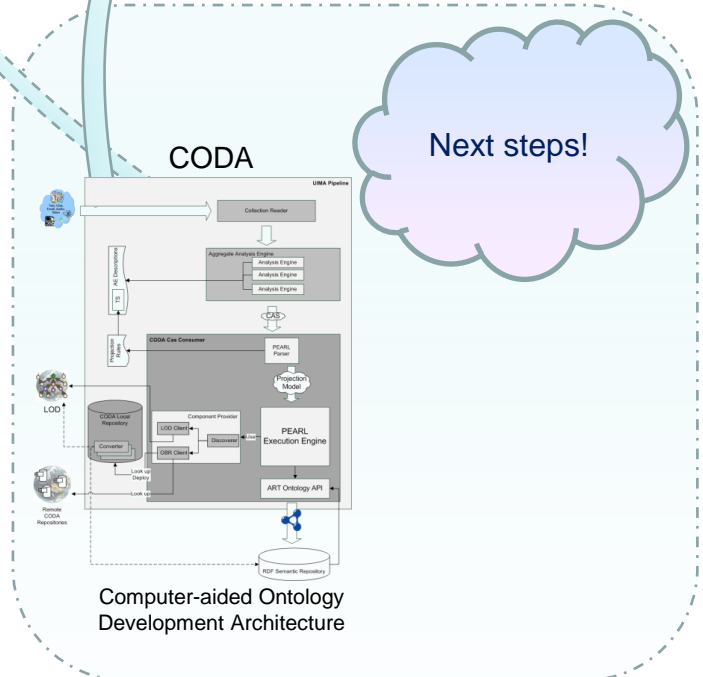 CODA
Next steps!
UIMA Pipeline
Collection Reader
Aggregate Analysis Engine
Analysis Engine
Analysis Engine
Analysis Engine
AE Descriptions
TS
CAS
CODA Cas Consumer
Projection
Rules
PEARL
Parser
Projection
Model
LOD
CODA Local
Repository
Converter
Component Provider
LOD Client
Discoverer
OBR Client
Use
PEARL
Execution Engine
Look up
Deploy
Look up
ART Ontology API
Remote
CODA
Repositories
RDF Semantic Repository
Computer-aided Ontology
Development Architecture